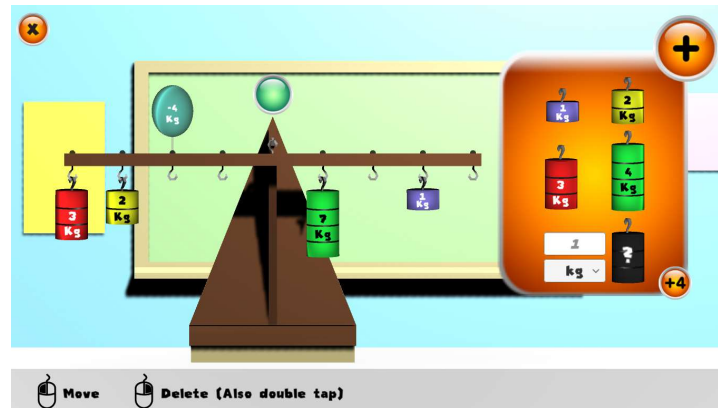 x
+
-4
Kg
1
Kg
2
Kg
3
Kg
2
Kg
7
Kg
1
Kg
3
Kg
4
Kg
1
?
kg
+4
Move
Delete (Also double tap)